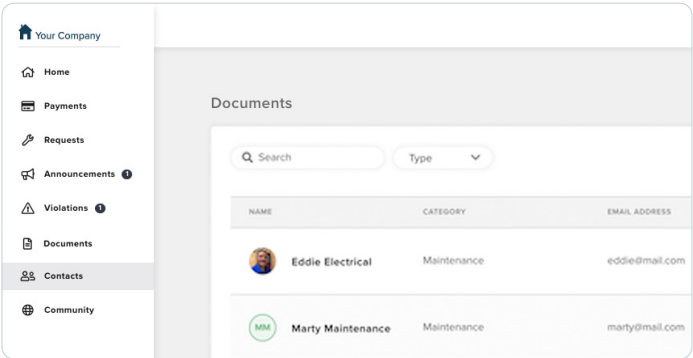 Your Company
Home
Payments
Requests
Announcements 1
Violations 1
Documents
Contacts
Community
Documents
Search Type
NAME CATEGORY EMAIL ADDRESS
Eddie Electrical Maintenance eddie@mail.com
MM Marty Maintenance Maintenance marty@mail.com